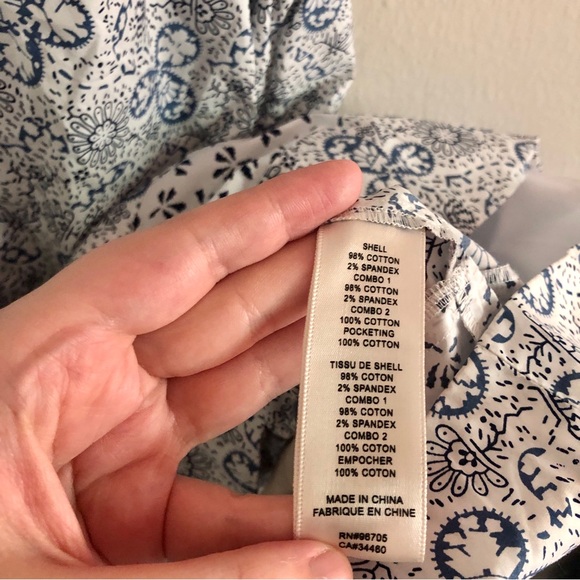 SHELL
98% COTTON
2% SPANDEX
COMBO 1
98% COTTON
2% SPANDEX
COMBO 2
100% COTTON
POCKETING
100% COTTON
TISSU DE SHELL
98% COTON
2% SPANDEX
COMBO 1
98% COTON
2% SPANDEX
COMBO 2
100% COTON
EMPOCHER
100% COTON
MADE IN CHINA
FABRIQUE EN CHINE
RN#96705
CA#34460